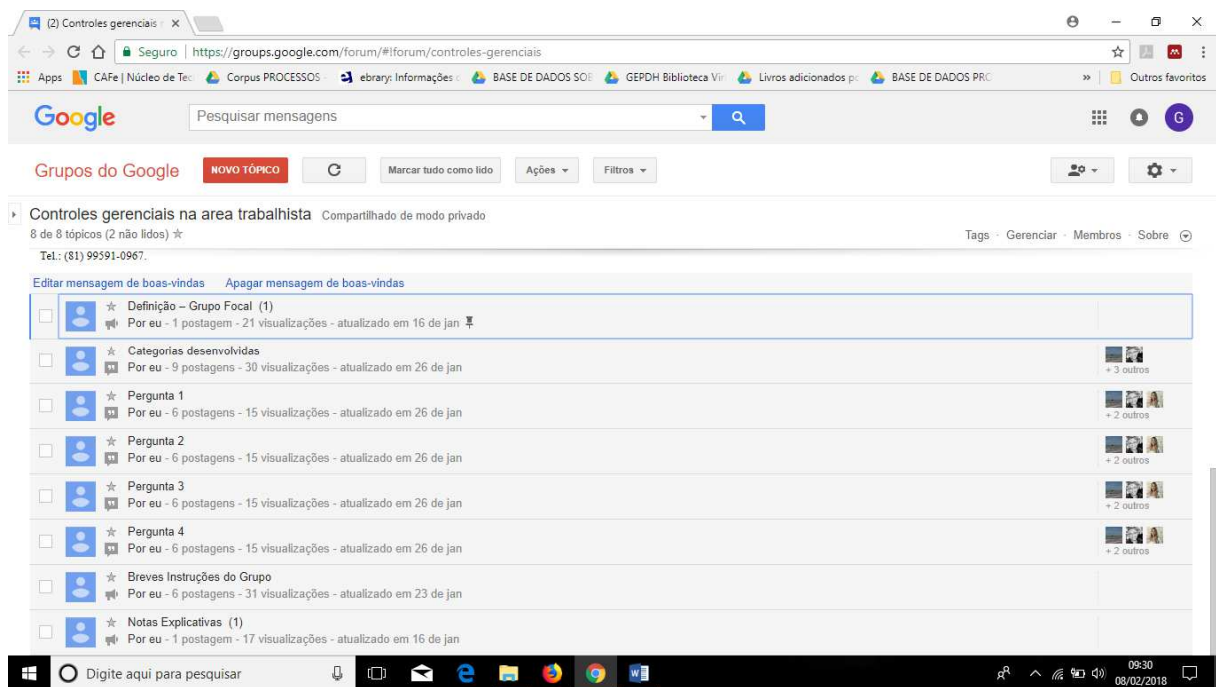 (2) Controles gerenciais
Seguro | https://groups.google.com/forum/#!forum/controles-gerenciais
Apps CAFe | Núcleo de Tec Corpus PROCESSOS ebrary: Informações BASE DE DADOS SOB GEPDH Biblioteca Vir Livros adicionados po BASE DE DADOS PRO » Outros favoritos
Google Pesquisar mensagens G
Grupos do Google NOVO TÓPICO Marcar tudo como lido Ações Filtros
Controles gerenciais na area trabalhista Compartilhado de modo privado
8 de 8 tópicos (2 não lidos) Tags · Gerenciar · Membros · Sobre
Tel.: (81) 99591-0967.
Editar mensagem de boas-vindas Apagar mensagem de boas-vindas
Definição – Grupo Focal (1)
Por eu - 1 postagem - 21 visualizações - atualizado em 16 de jan
Categorias desenvolvidas
Por eu - 9 postagens - 30 visualizações - atualizado em 26 de jan
+ 3 outros
Pergunta 1
Por eu - 6 postagens - 15 visualizações - atualizado em 26 de jan
+ 2 outros
Pergunta 2
Por eu - 6 postagens - 15 visualizações - atualizado em 26 de jan
+ 2 outros
Pergunta 3
Por eu - 6 postagens - 15 visualizações - atualizado em 26 de jan
+ 2 outros
Pergunta 4
Por eu - 6 postagens - 15 visualizações - atualizado em 26 de jan
+ 2 outros
Breves Instruções do Grupo
Por eu - 6 postagens - 31 visualizações - atualizado em 23 de jan
Notas Explicativas (1)
Por eu - 1 postagem - 17 visualizações - atualizado em 16 de jan
Digite aqui para pesquisar
09:30
08/02/2018